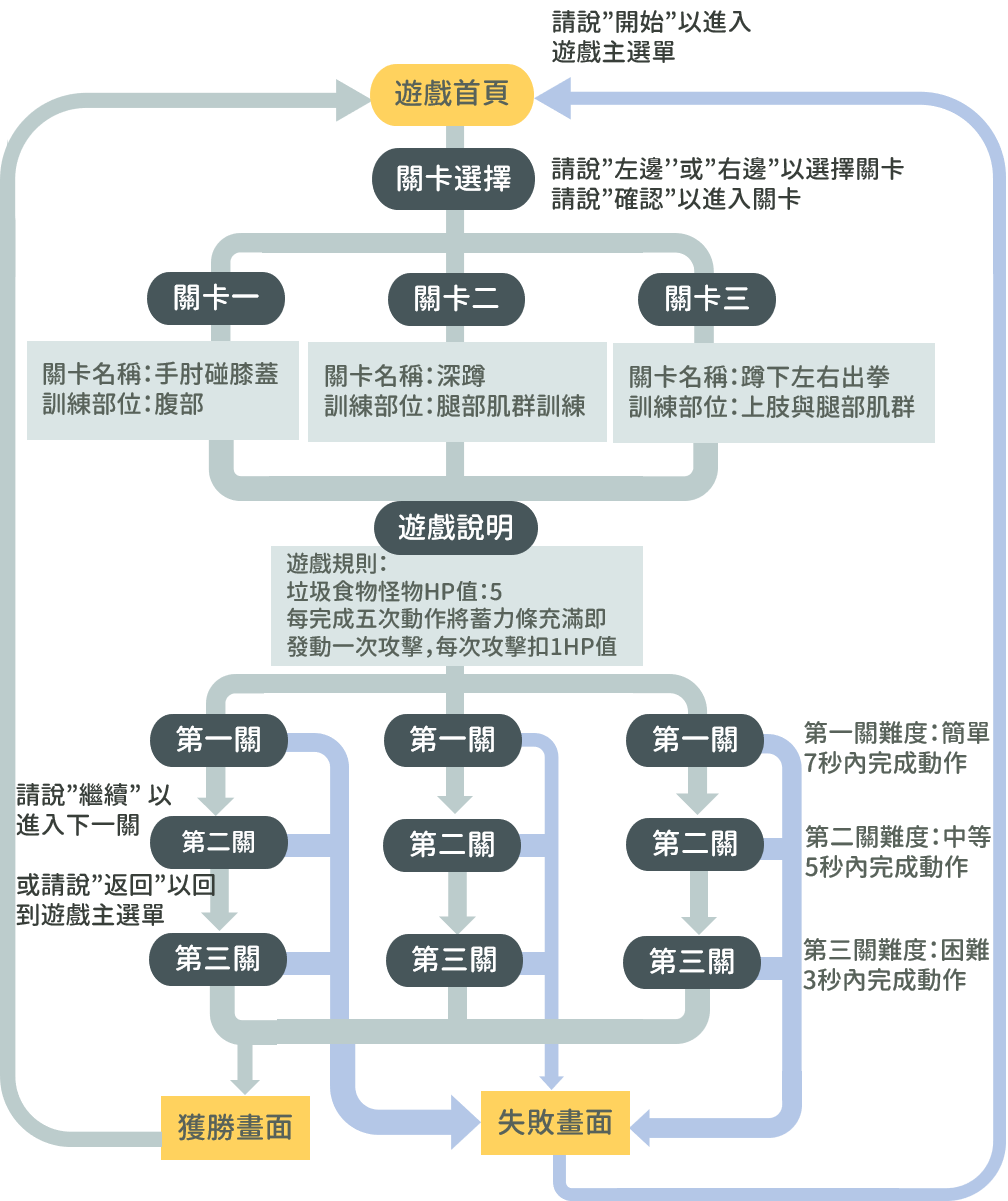 請說”開始”以進入
遊戲主選單
遊戲首頁
關卡選擇
請說”左邊’’或”右邊”以選擇關卡
請說”確認”以進入關卡
關卡一
關卡二
關卡三
關卡名稱：手肘碰膝蓋
訓練部位：腹部
關卡名稱：深蹲
訓練部位：腿部肌群訓練
關卡名稱：蹲下左右出拳
訓練部位：上肢與腿部肌群
遊戲說明
遊戲規則：
垃圾食物怪物HP值：5
每完成五次動作將蓄力條充滿即
發動一次攻擊，每次攻擊扣1HP值
第一關
第一關
第一關
第一關難度：簡單
7秒內完成動作
請說”繼續” 以
進入下一關
第二關
第二關
第二關
第二關難度：中等
5秒內完成動作
或請說”返回”以回
到遊戲主選單
第三關
第三關
第三關
第三關難度：困難
3秒內完成動作
獲勝畫面
失敗畫面